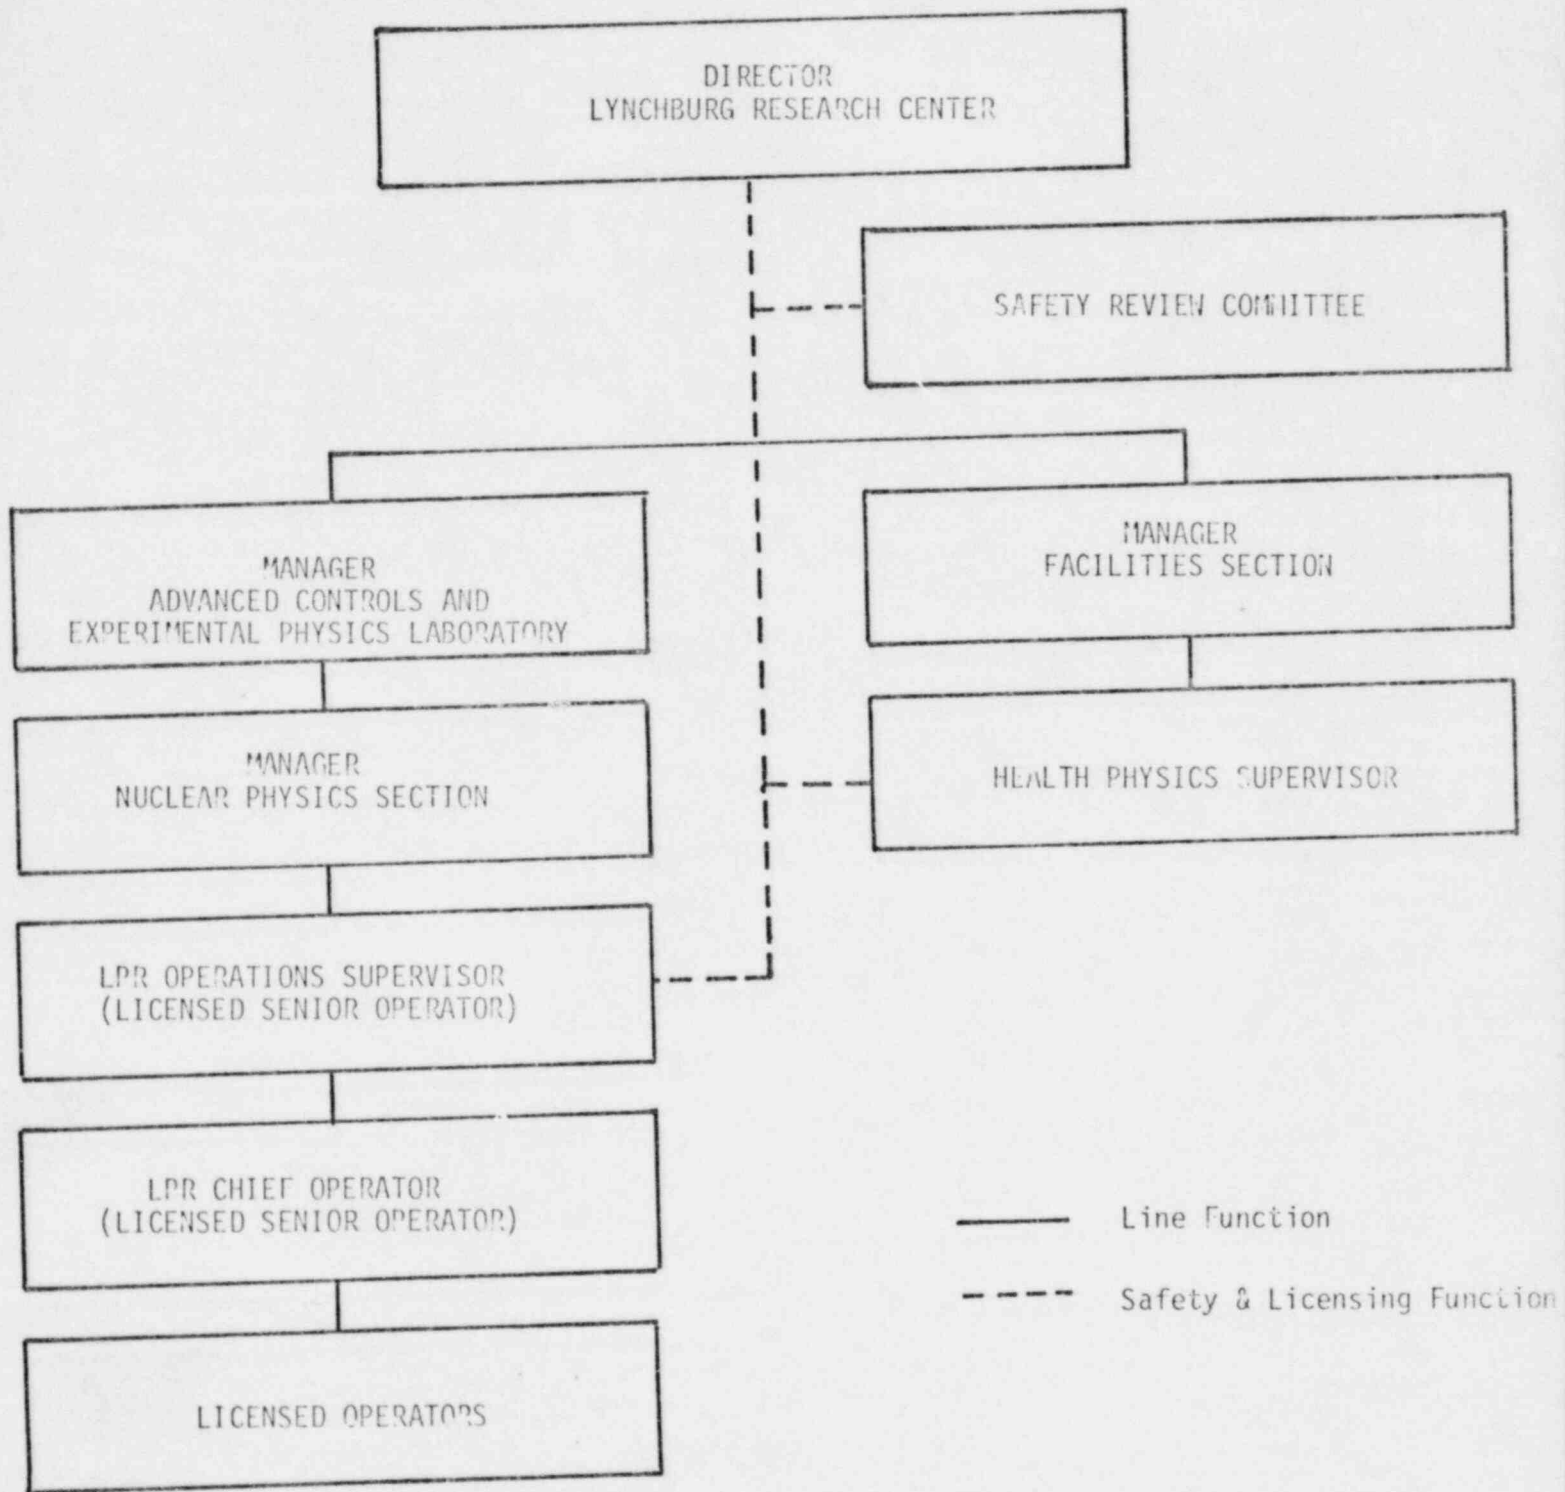 DIRECTOR
LYNCHBURG RESEARCH CENTER
SAFETY REVIEW COMMITTEE
MANAGER
ADVANCED CONTROLS AND
EXPERIMENTAL PHYSICS LABORATORY
MANAGER
FACILITIES SECTION
MANAGER
NUCLEAR PHYSICS SECTION
HEALTH PHYSICS SUPERVISOR
LPR OPERATIONS SUPERVISOR
(LICENSED SENIOR OPERATOR)
LPR CHIEF OPERATOR
(LICENSED SENIOR OPERATOR)
Line Function
Safety & Licensing Function
LICENSED OPERATORS